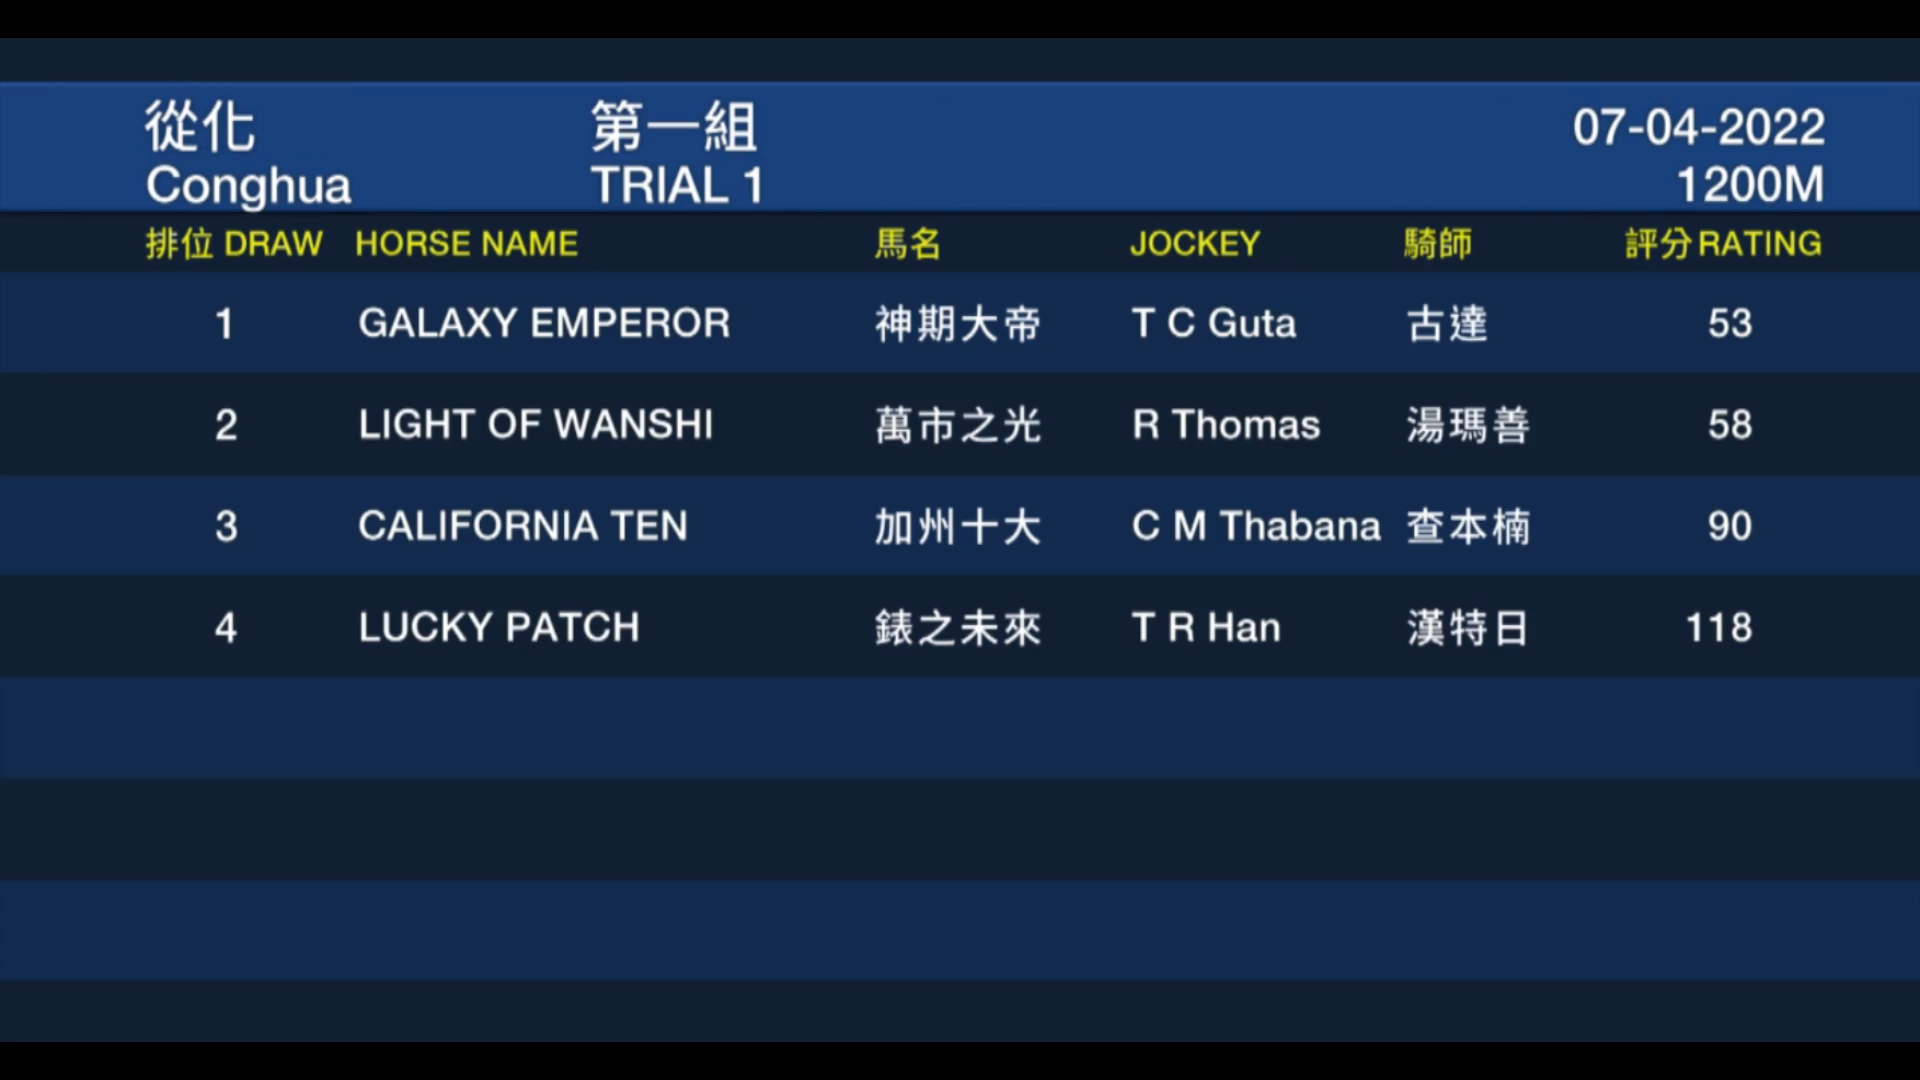 從化 第一組 07-04-2022
Conghua TRIAL 1 1200M
排位 DRAW HORSE NAME 馬名 JOCKEY 騎師 評分 RATING
1 GALAXY EMPEROR 神期大帝 T C Guta 古達 53
2 LIGHT OF WANSHI 萬市之光 R Thomas 湯瑪善 58
3 CALIFORNIA TEN 加州十大 C M Thabana 查本楠 90
4 LUCKY PATCH 錶之未來 T R Han 漢特日 118